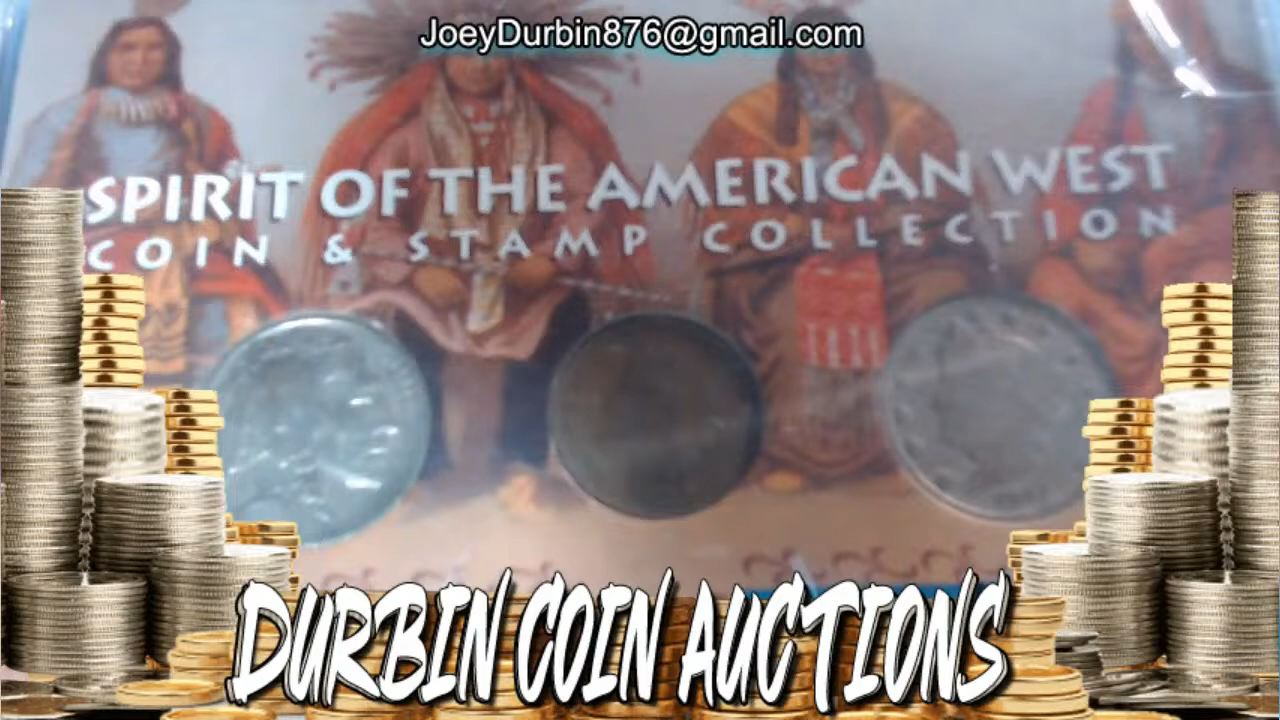 JoeyDurbin876@gmail.com
SPIRIT OF THE AMERICAN WEST
COIN & STAMP COLLECTION
DURBIN COIN AUCTIONS